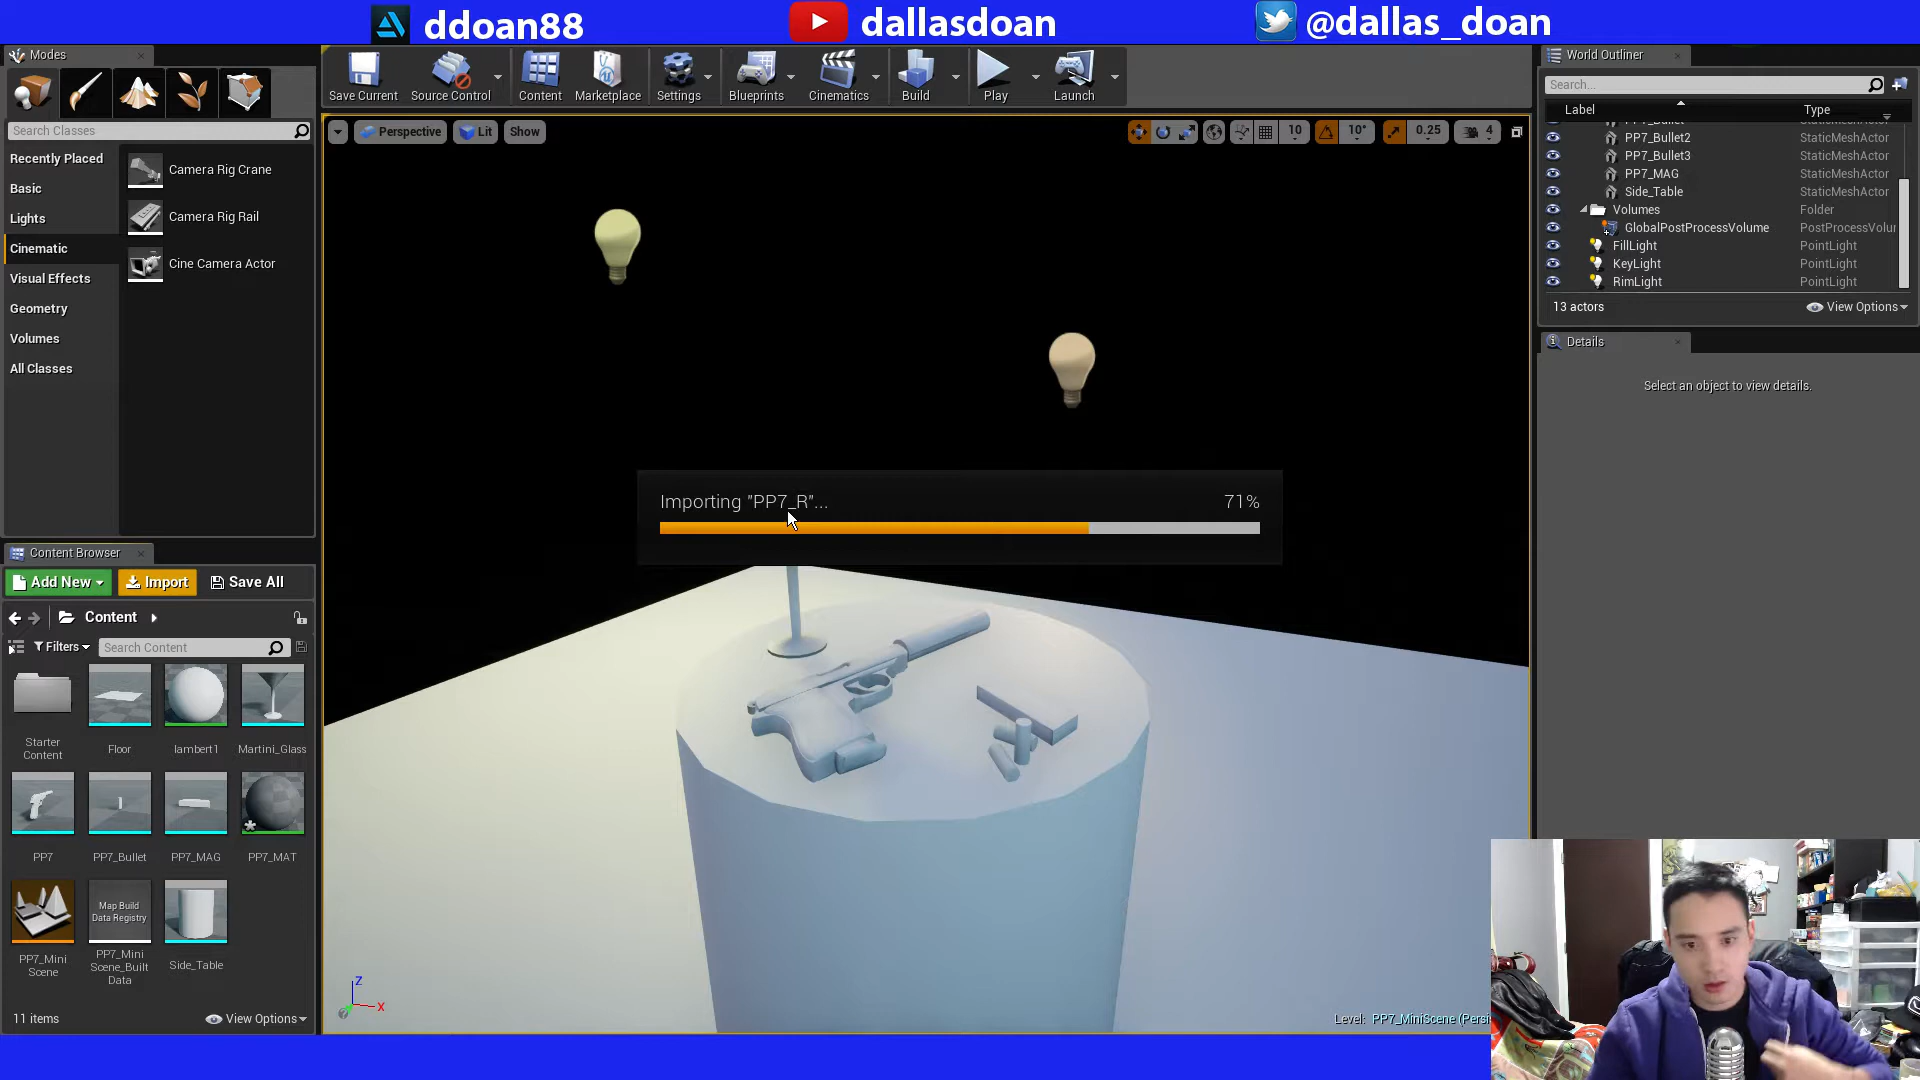 ddoan88
dallasdoan
@dallas_doan
Modes
World Outliner
Save Current
Source Control
Content
Marketplace
Settings
Blueprints
Cinematics
Build
Play
Launch
Search...
Label
Type
Search Classes
Perspective
Lit
Show
10
10°
0.25
4
Recently Placed
Basic
Lights
Cinematic
Visual Effects
Geometry
Volumes
All Classes
Camera Rig Crane
Camera Rig Rail
Cine Camera Actor
PP7_Bullet
StaticMeshActor
PP7_Bullet2
StaticMeshActor
PP7_Bullet3
StaticMeshActor
PP7_MAG
StaticMeshActor
Side_Table
StaticMeshActor
Volumes
Folder
GlobalPostProcessVolume
PostProcessVolu
FillLight
PointLight
KeyLight
PointLight
RimLight
PointLight
13 actors
View Options
Details
Select an object to view details.
Importing "PP7_R"...
71%
Content Browser
Add New
Import
Save All
Content
Filters
Search Content
Starter
Content
Floor
lambert1
Martini_Glass
PP7
PP7_Bullet
PP7_MAG
PP7_MAT
Map Build
Data Registry
PP7_Mini
Scene
PP7_Mini
Scene_Built
Data
Side_Table
11 items
View Options
Z
X
Level: PP7_MiniScene (Persi